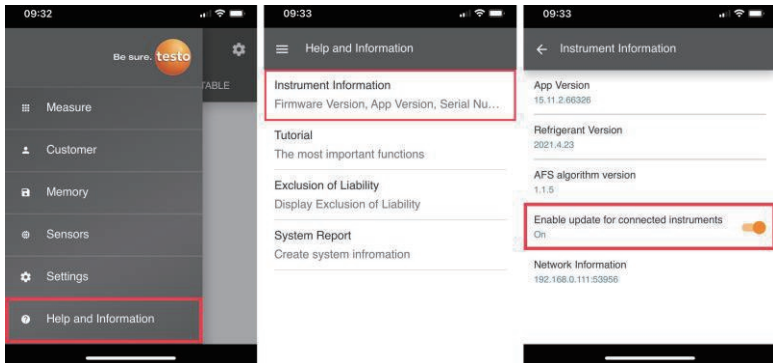 09:32
Be sure. testo
TABLE
Measure
Customer
Memory
Sensors
Settings
Help and Information
09:33
Help and Information
Instrument Information
Firmware Version, App Version, Serial Nu...
Tutorial
The most important functions
Exclusion of Liability
Display Exclusion of Liability
System Report
Create system infromation
09:33
Instrument Information
App Version
15.11.2.66326
Refrigerant Version
2021.4.23
AFS algorithm version
1.1.5
Enable update for connected instruments
On
Network Information
192.168.0.111:53956